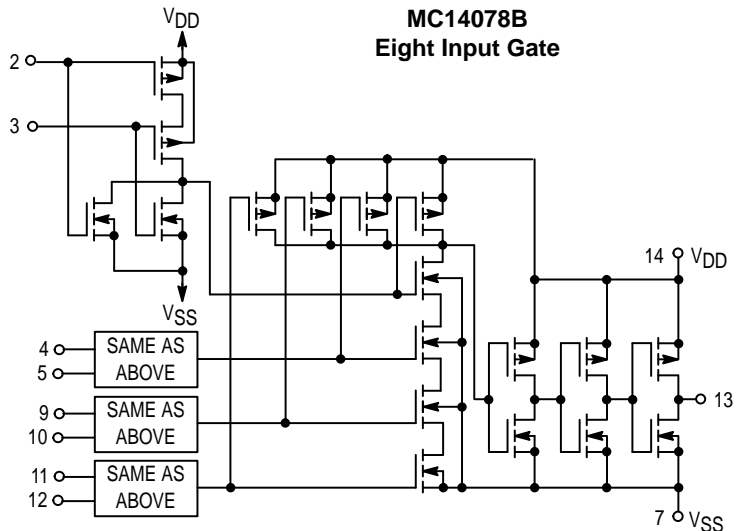 MC14078B
Eight Input Gate
VDD
2
3
VSS
4
5
SAME AS
ABOVE
9
10
SAME AS
ABOVE
11
12
SAME AS
ABOVE
14 VDD
13
7 VSS